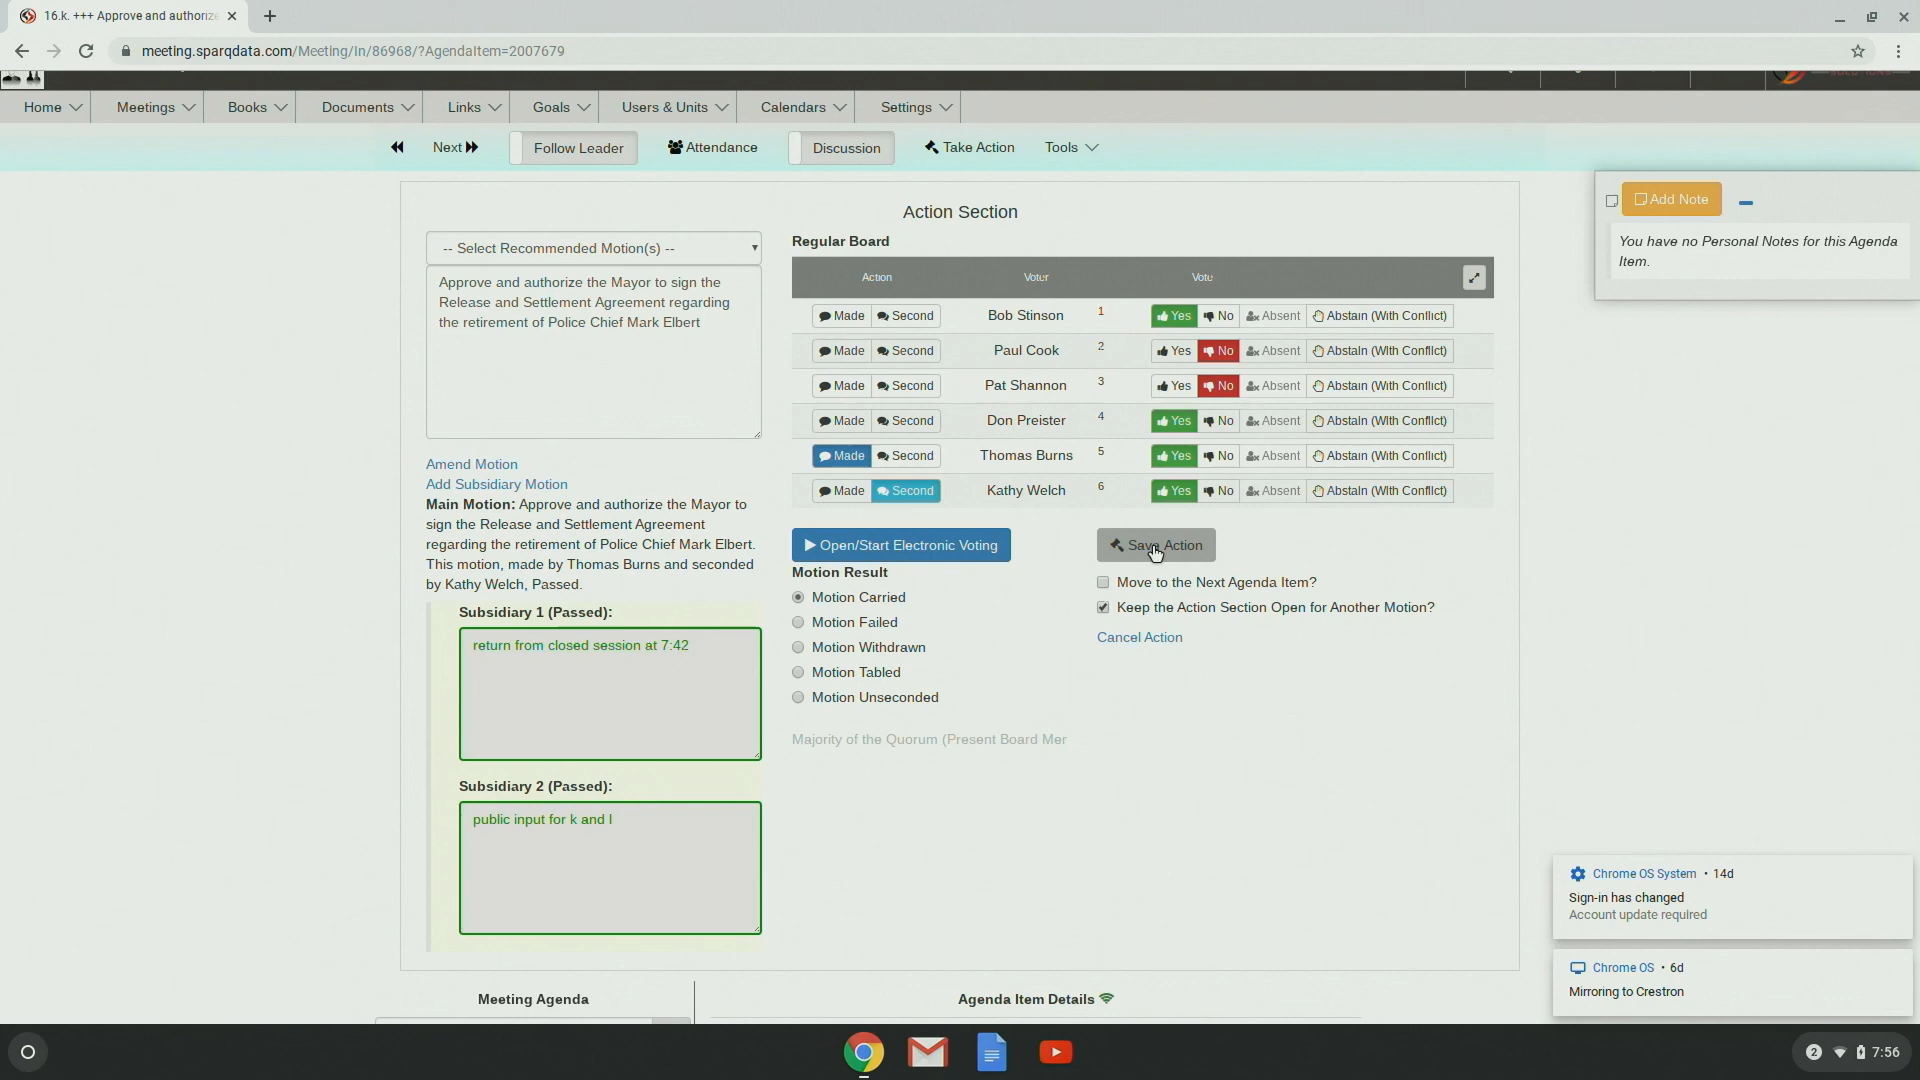 16.k. +++ Approve and authorize
meeting.sparqdata.com/Meeting/In/86968/?AgendaItem=2007679
Home Meetings Books Documents Links Goals Users & Units Calendars Settings
Next Follow Leader Attendance Discussion Take Action Tools
Action Section
Add Note
You have no Personal Notes for this Agenda
Item.
-- Select Recommended Motion(s) --
Approve and authorize the Mayor to sign the
Release and Settlement Agreement regarding
the retirement of Police Chief Mark Elbert
Amend Motion
Add Subsidiary Motion
Main Motion: Approve and authorize the Mayor to
sign the Release and Settlement Agreement
regarding the retirement of Police Chief Mark Elbert.
This motion, made by Thomas Burns and seconded
by Kathy Welch, Passed.
Subsidiary 1 (Passed):
return from closed session at 7:42
Subsidiary 2 (Passed):
public input for k and l
Regular Board
Action Voter Vote
Made Second Bob Stinson 1 Yes No Absent Abstain (With Conflict)
Made Second Paul Cook 2 Yes No Absent Abstain (With Conflict)
Made Second Pat Shannon 3 Yes No Absent Abstain (With Conflict)
Made Second Don Preister 4 Yes No Absent Abstain (With Conflict)
Made Second Thomas Burns 5 Yes No Absent Abstain (With Conflict)
Made Second Kathy Welch 6 Yes No Absent Abstain (With Conflict)
Open/Start Electronic Voting
Motion Result
Motion Carried
Motion Failed
Motion Withdrawn
Motion Tabled
Motion Unseconded
Majority of the Quorum (Present Board Mer
Save Action
Move to the Next Agenda Item?
Keep the Action Section Open for Another Motion?
Cancel Action
Chrome OS System • 14d
Sign-in has changed
Account update required
Chrome OS • 6d
Mirroring to Crestron
Meeting Agenda
Agenda Item Details
2 7:56